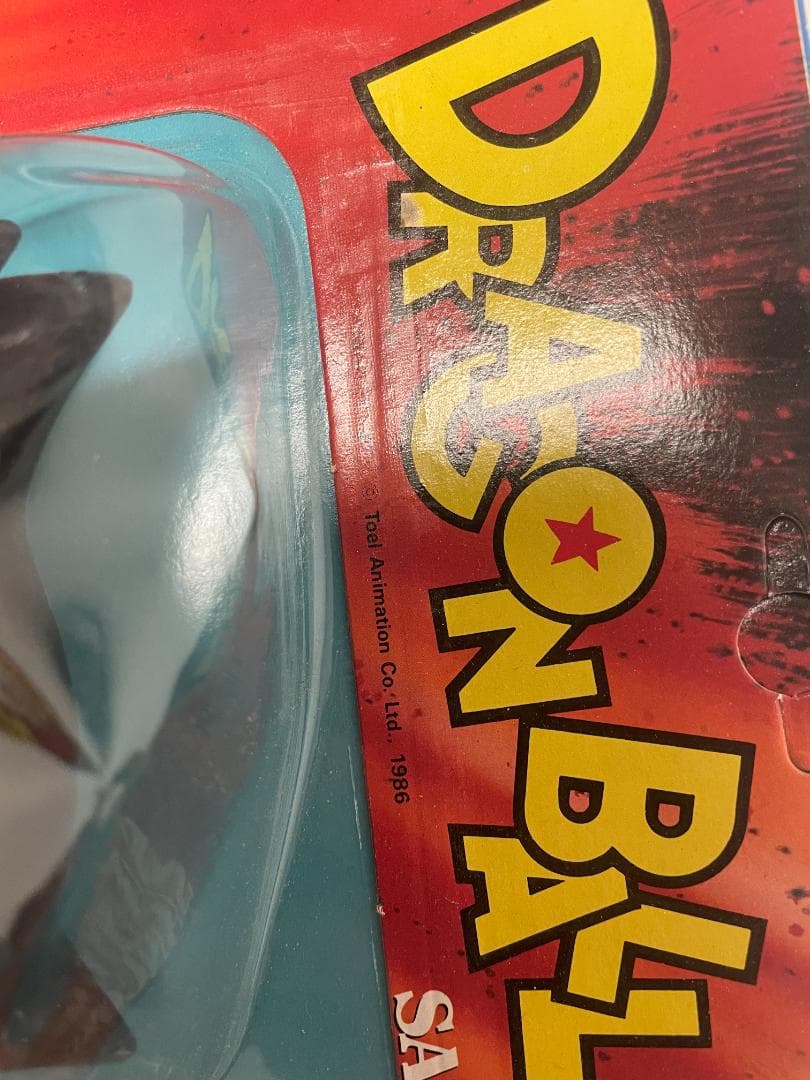 DRAGON BALL
© Toei Animation Co. Ltd., 1986
SA